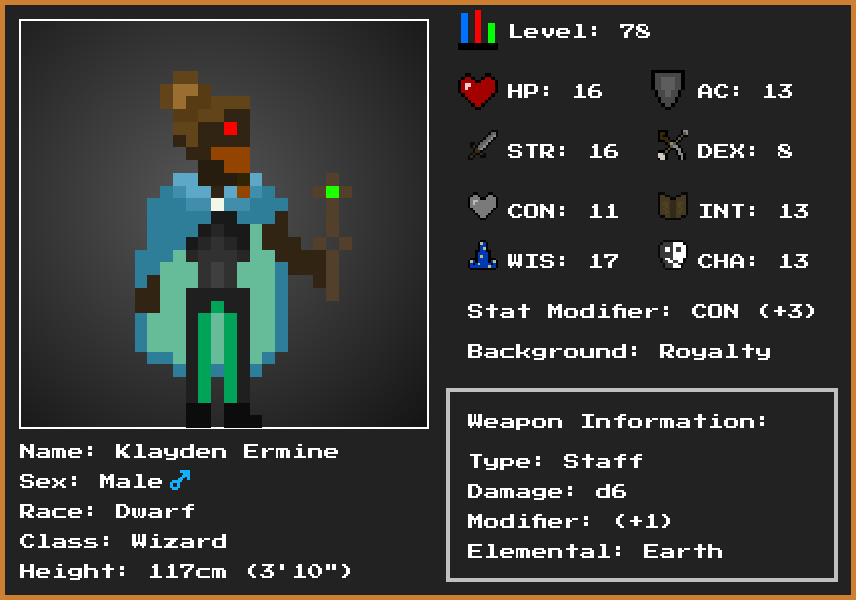 Level: 78
HP: 16 AC: 13
STR: 16 DEX: 8
CON: 11 INT: 13
WIS: 17 CHA: 13
Stat Modifier: CON (+3)
Background: Royalty
Weapon Information:
Type: Staff
Damage: d6
Modifier: (+1)
Elemental: Earth
Name: Klayden Ermine
Sex: Male♂
Race: Dwarf
Class: Wizard
Height: 117cm (3'10")